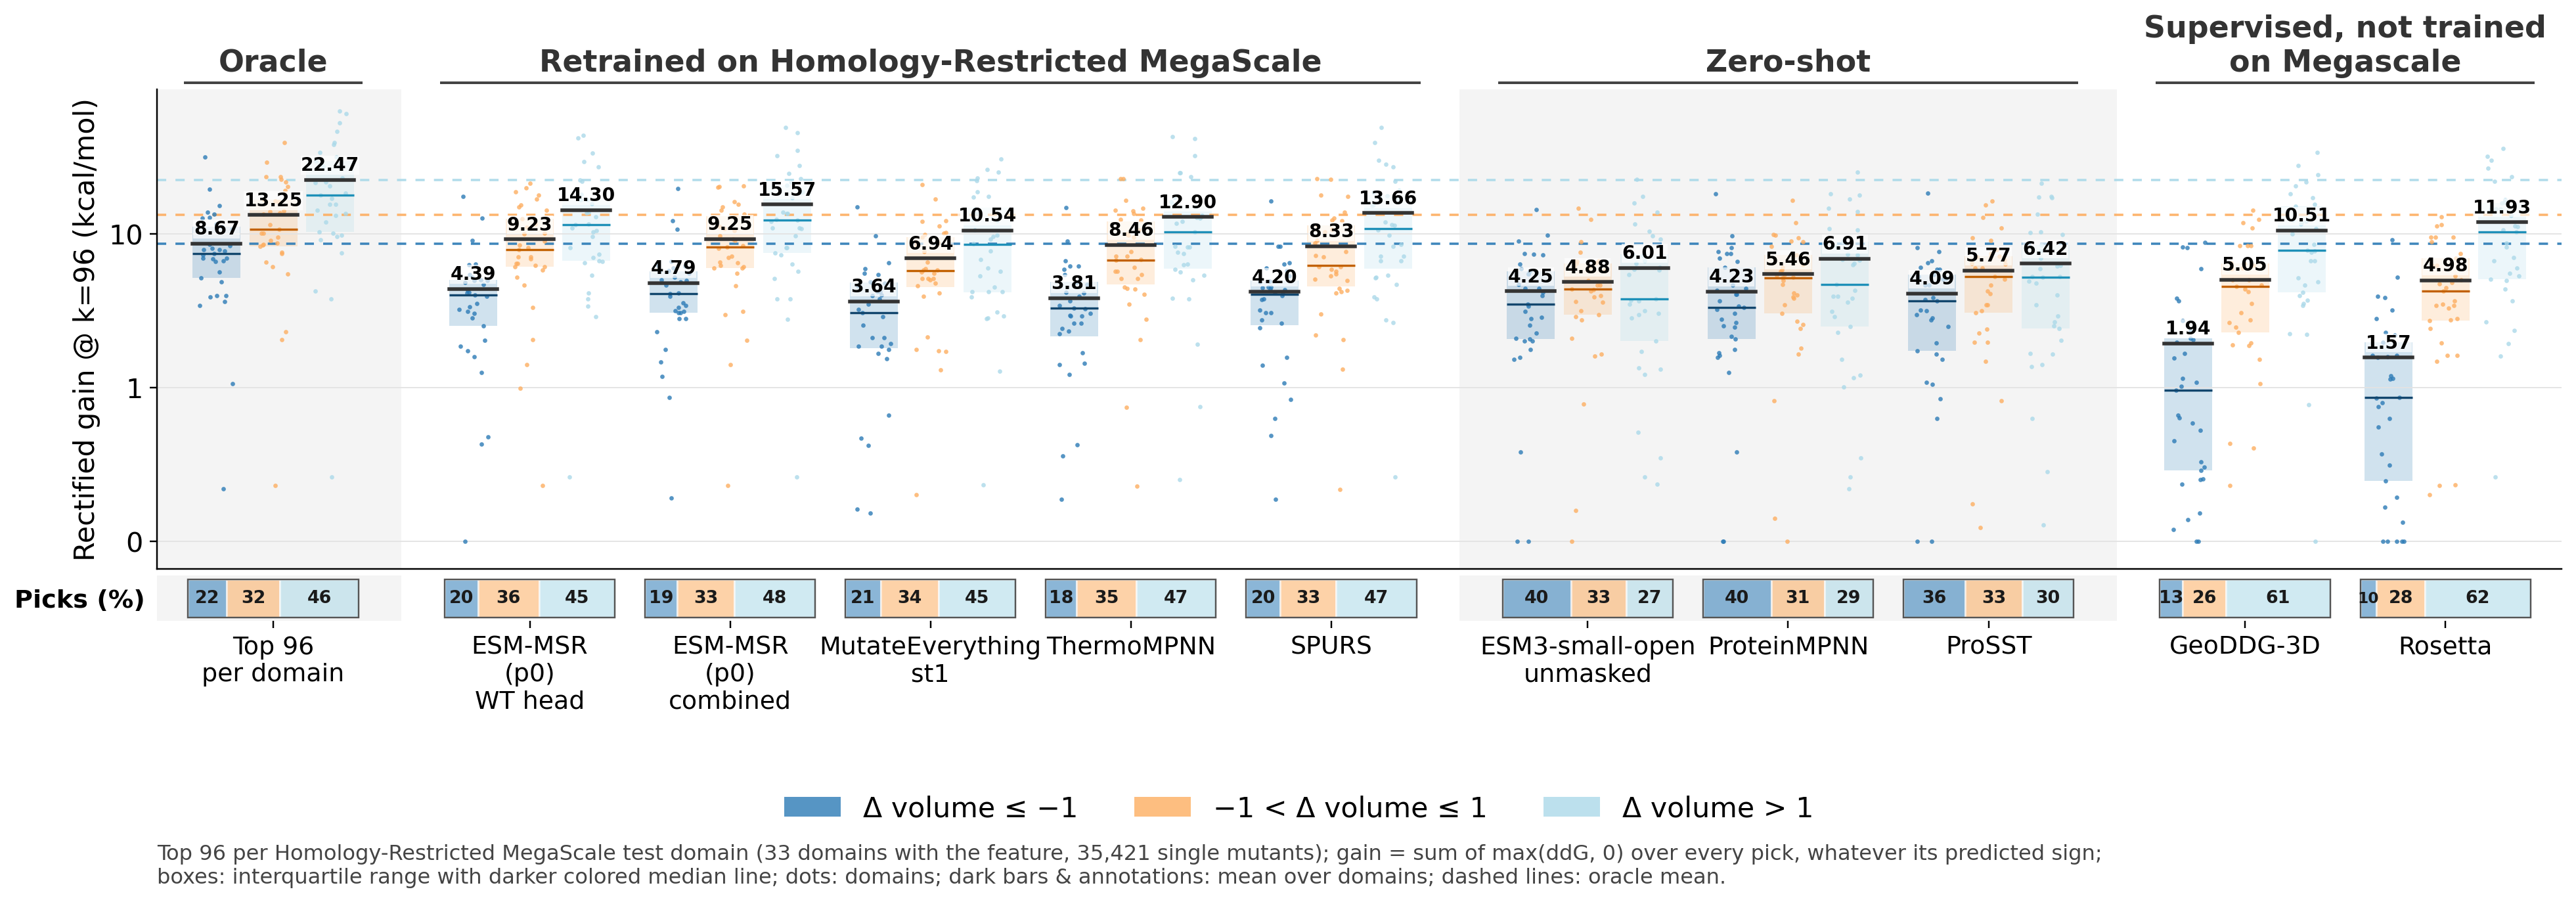 Oracle
Retrained on Homology-Restricted MegaScale
Zero-shot
Supervised, not trained
on Megascale
Rectified gain @ k=96 (kcal/mol)
10
1
0
8.67
13.25
22.47
4.39
9.23
14.30
4.79
9.25
15.57
3.64
6.94
10.54
3.81
8.46
12.90
4.20
8.33
13.66
4.25
4.88
6.01
4.23
5.46
6.91
4.09
5.77
6.42
1.94
5.05
10.51
1.57
4.98
11.93
Picks (%)
22 32 46
20 36 45
19 33 48
21 34 45
18 35 47
20 33 47
40 33 27
40 31 29
36 33 30
13 26 61
10 28 62
Top 96
per domain
ESM-MSR
(p0)
WT head
ESM-MSR
(p0)
combined
MutateEverything
st1
ThermoMPNN
SPURS
ESM3-small-open
unmasked
ProteinMPNN
ProSST
GeoDDG-3D
Rosetta
Δ volume ≤ −1
−1 < Δ volume ≤ 1
Δ volume > 1
Top 96 per Homology-Restricted MegaScale test domain (33 domains with the feature, 35,421 single mutants); gain = sum of max(ddG, 0) over every pick, whatever its predicted sign;
boxes: interquartile range with darker colored median line; dots: domains; dark bars & annotations: mean over domains; dashed lines: oracle mean.